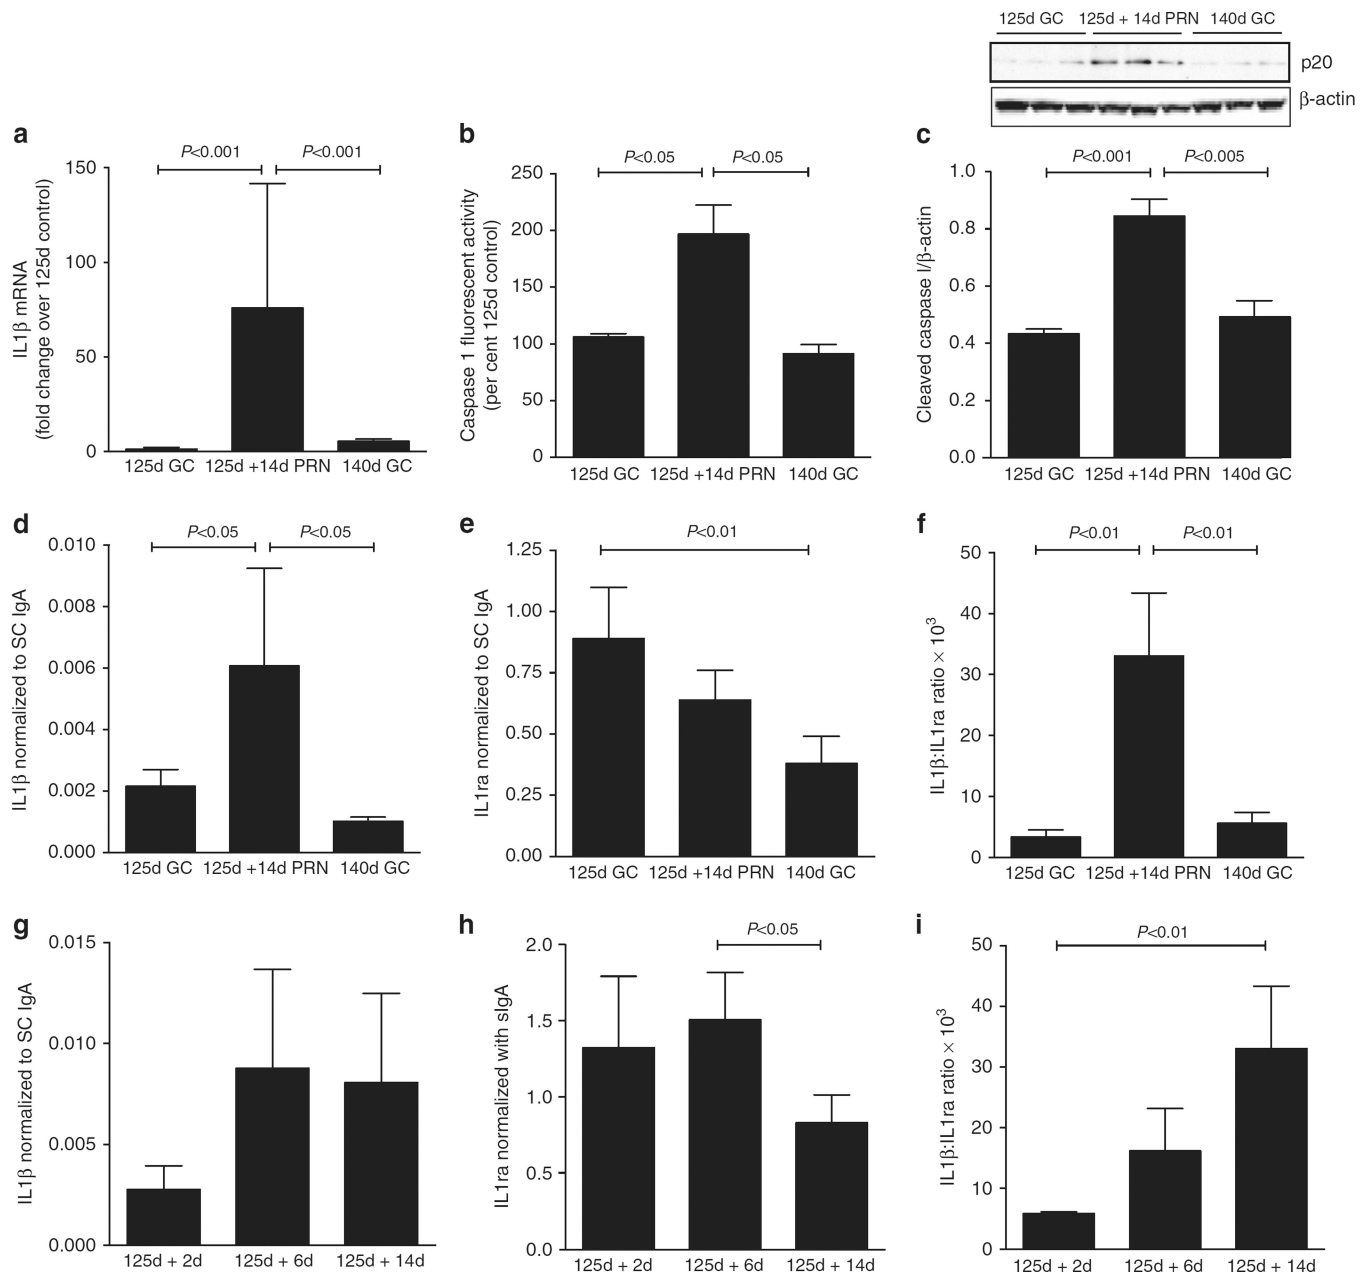 125d GC 125d + 14d PRN 140d GC
p20
β-actin
a
P<0.001 P<0.001
IL1β mRNA
(fold change over 125d control)
150
100
50
0
125d GC 125d +14d PRN 140d GC
b
P<0.05 P<0.05
Caspase 1 fluorescent activity
(per cent 125d control)
250
200
150
100
50
0
125d GC 125d +14d PRN 140d GC
c
P<0.001 P<0.005
Cleaved caspase I/β-actin
1.0
0.8
0.6
0.4
0.2
0.0
125d GC 125d +14d PRN 140d GC
d
P<0.05 P<0.05
IL1β normalized to SC IgA
0.010
0.008
0.006
0.004
0.002
0.000
125d GC 125d +14d PRN 140d GC
e
P<0.01
IL1ra normalized to SC IgA
1.25
1.00
0.75
0.50
0.25
0.00
125d GC 125d +14d PRN 140d GC
f
P<0.01 P<0.01
IL1β:IL1ra ratio × 10³
50
40
30
20
10
0
125d GC 125d +14d PRN 140d GC
g
IL1β normalized to SC IgA
0.015
0.010
0.005
0.000
125d + 2d 125d + 6d 125d + 14d
h
P<0.05
IL1ra normalized with sIgA
2.0
1.5
1.0
0.5
0.0
125d + 2d 125d + 6d 125d + 14d
i
P<0.01
IL1β:IL1ra ratio × 10³
50
40
30
20
10
0
125d + 2d 125d + 6d 125d + 14d